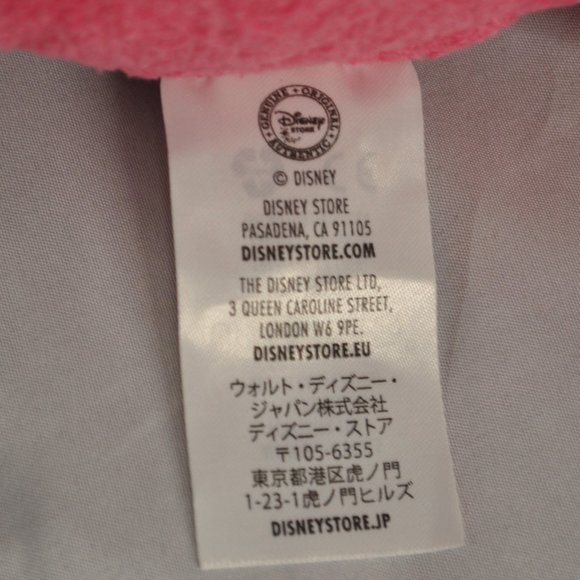 GENUINE • ORIGINAL • AUTHENTIC •
Disney
STORE
© DISNEY
DISNEY STORE
PASADENA, CA 91105
DISNEYSTORE.COM
THE DISNEY STORE LTD,
3 QUEEN CAROLINE STREET,
LONDON W6 9PE.
DISNEYSTORE.EU
ウォルト・ディズニー・
ジャパン株式会社
ディズニー・ストア
〒105-6355
東京都港区虎ノ門
1-23-1虎ノ門ヒルズ
DISNEYSTORE.JP